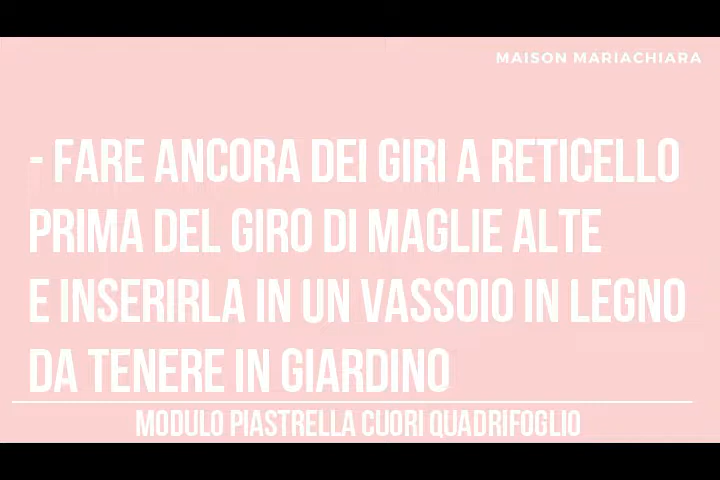 MAISON MARIACHIARA
- FARE ANCORA DEI GIRI A RETICELLO
PRIMA DEL GIRO DI MAGLIE ALTE
E INSERIRLA IN UN VASSOIO IN LEGNO
DA TENERE IN GIARDINO
MODULO PIASTRELLA CUORI QUADRIFOGLIO